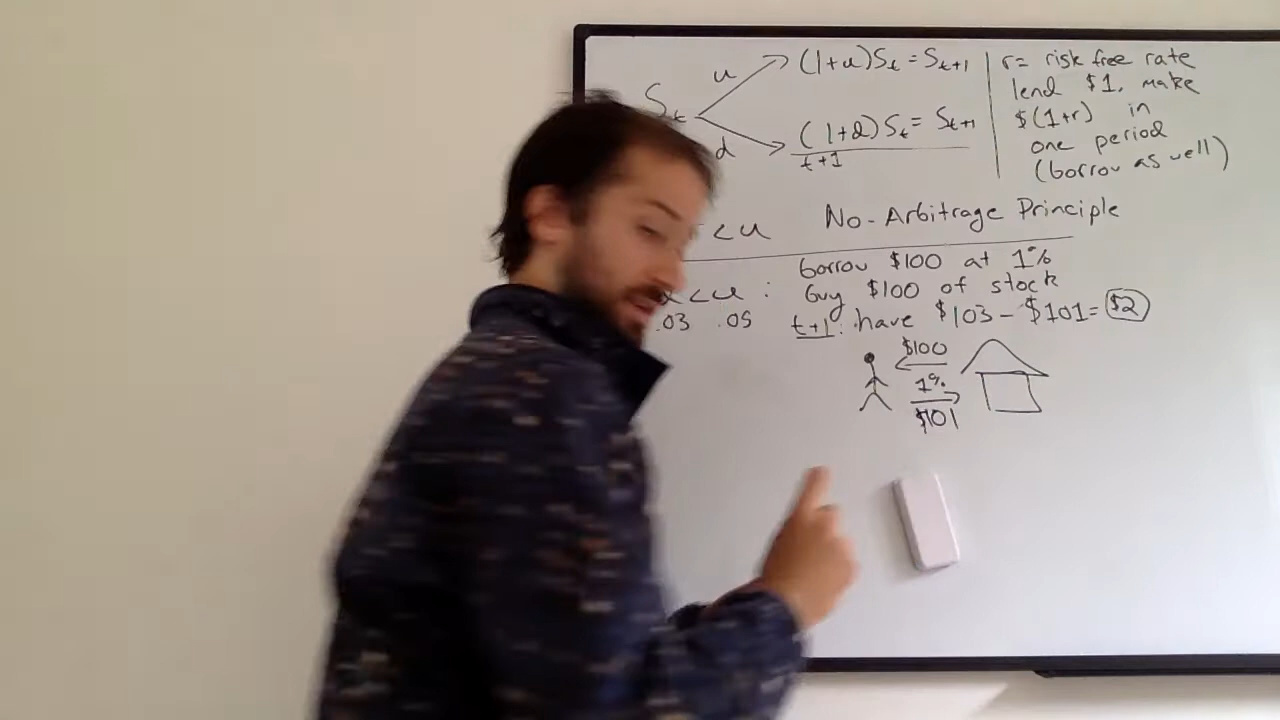 u (1+u)S_t = S_{t+1}
S_t
d (1+d)S_t = S_{t+1}
t+1
r = risk free rate
lend $1, make
$(1+r) in
one period
(borrow as well)
< u No-Arbitrage Principle
borrow $100 at 1%
< u : buy $100 of stock
.03 .05 t+1: have $103 - $101 = $2
$100
1%
$101